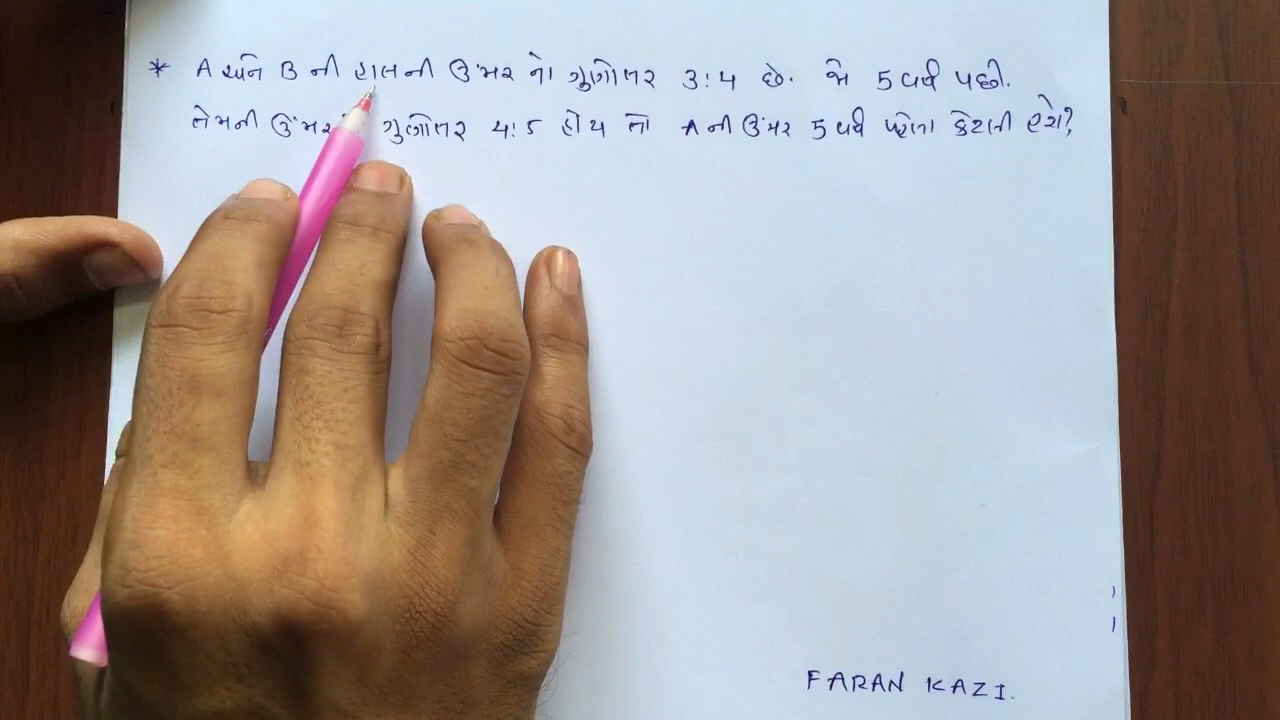 * A અને B ની હાલની ઉંમર નો ગુણોત્તર 3:4 છે. જો 5 વર્ષ પછી.
તેમની ઉંમર ગુણોત્તર 4:5 હોય તો A ની ઉંમર 5 વર્ષ પહેલા કેટલી હશે?
FARAN KAZI.